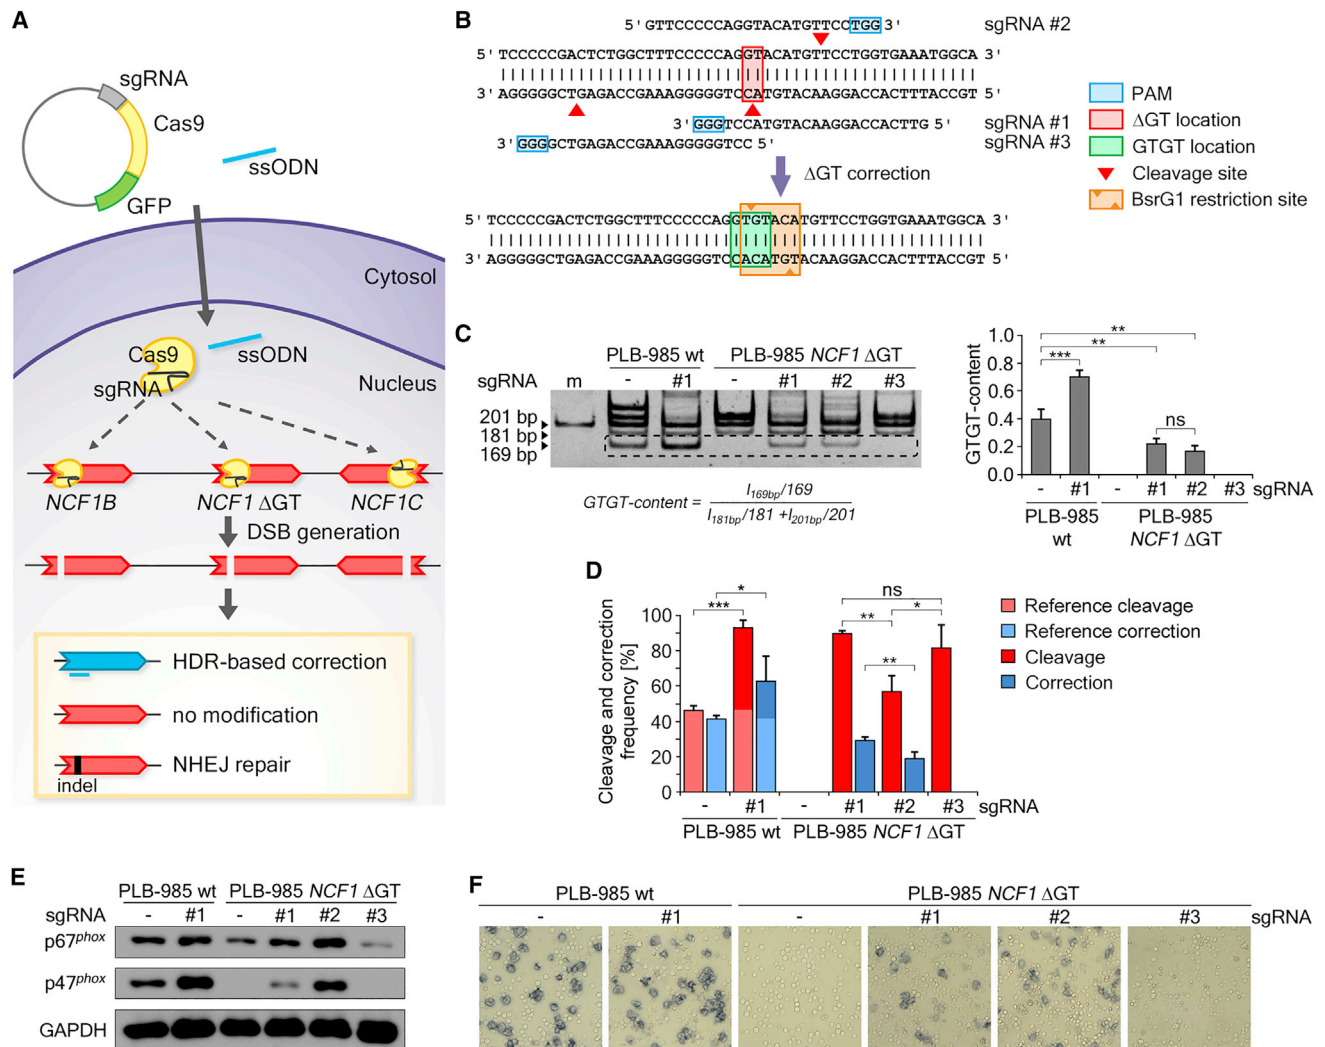 A
sgRNA
Cas9
ssODN
GFP
Cytosol
Cas9
ssODN
sgRNA
Nucleus
NCF1B
NCF1 ΔGT
NCF1C
DSB generation
HDR-based correction
no modification
NHEJ repair
indel
B
5'GTTCCCCCAGGTACATGTTCCTGG3'
sgRNA #2
5' TCCCCCGACTCTGGCTTTCCCCCAGGTACATGTTCCTGGTGAAATGGCA 3'
3' AGGGGGCTGAGACCGAAAGGGGGTCCATGTACAAGGACCACTTTACCGT 5'
3'GGGTCCATGTACAAGGACCACTTG5'
sgRNA #1
3'GGGGCTGAGACCGAAAGGGGGTCC5'
sgRNA #3
ΔGT correction
5' TCCCCCGACTCTGGCTTTCCCCCAGGTGTACATGTTCCTGGTGAAATGGCA 3'
3' AGGGGGCTGAGACCGAAAGGGGGTCCACATGTACAAGGACCACTTTACCGT 5'
PAM
ΔGT location
GTGT location
Cleavage site
BsrG1 restriction site
C
PLB-985 wt PLB-985 NCF1 ΔGT
sgRNA m - #1 - #1 #2 #3
201 bp
181 bp
169 bp
GTGT-content = I169bp/169
I181bp/181 +I201bp/201
GTGT-content
1.0
0.8
0.6
0.4
0.2
0.0
**
**
***
ns
- #1 - #1 #2 #3 sgRNA
PLB-985 wt
PLB-985 NCF1 ΔGT
D
Cleavage and correction frequency [%]
100
80
60
40
20
0
*
***
ns
**
*
**
- #1 - #1 #2 #3 sgRNA
PLB-985 wt PLB-985 NCF1 ΔGT
Reference cleavage
Reference correction
Cleavage
Correction
E
PLB-985 wt PLB-985 NCF1 ΔGT
sgRNA - #1 - #1 #2 #3
p67phox
p47phox
GAPDH
F
PLB-985 wt PLB-985 NCF1 ΔGT
- #1 - #1 #2 #3 sgRNA